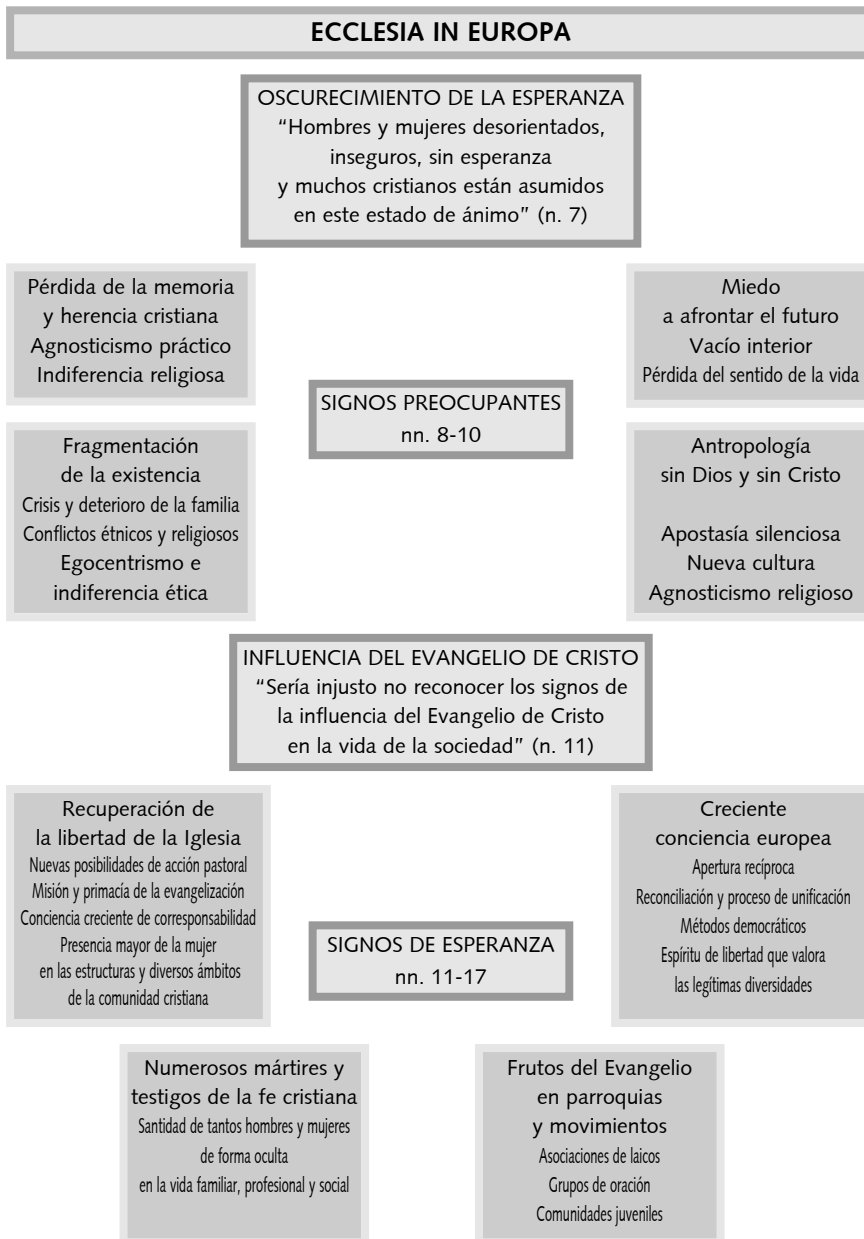 ECCLESIA IN EUROPA
OSCURECIMIENTO DE LA ESPERANZA
“Hombres y mujeres desorientados,
inseguros, sin esperanza
y muchos cristianos están asumidos
en este estado de ánimo” (n. 7)
Pérdida de la memoria
y herencia cristiana
Agnosticismo práctico
Indiferencia religiosa
Miedo
a afrontar el futuro
Vacío interior
Pérdida del sentido de la vida
SIGNOS PREOCUPANTES
nn. 8-10
Fragmentación
de la existencia
Crisis y deterioro de la familia
Conflictos étnicos y religiosos
Egocentrismo e
indiferencia ética
Antropología
sin Dios y sin Cristo
Apostasía silenciosa
Nueva cultura
Agnosticismo religioso
INFLUENCIA DEL EVANGELIO DE CRISTO
“Sería injusto no reconocer los signos de
la influencia del Evangelio de Cristo
en la vida de la sociedad” (n. 11)
Recuperación de
la libertad de la Iglesia
Nuevas posibilidades de acción pastoral
Misión y primacía de la evangelización
Conciencia creciente de corresponsabilidad
Presencia mayor de la mujer
en las estructuras y diversos ámbitos
de la comunidad cristiana
Creciente
conciencia europea
Apertura recíproca
Reconciliación y proceso de unificación
Métodos democráticos
Espíritu de libertad que valora
las legítimas diversidades
SIGNOS DE ESPERANZA
nn. 11-17
Numerosos mártires y
testigos de la fe cristiana
Santidad de tantos hombres y mujeres
de forma oculta
en la vida familiar, profesional y social
Frutos del Evangelio
en parroquias
y movimientos
Asociaciones de laicos
Grupos de oración
Comunidades juveniles